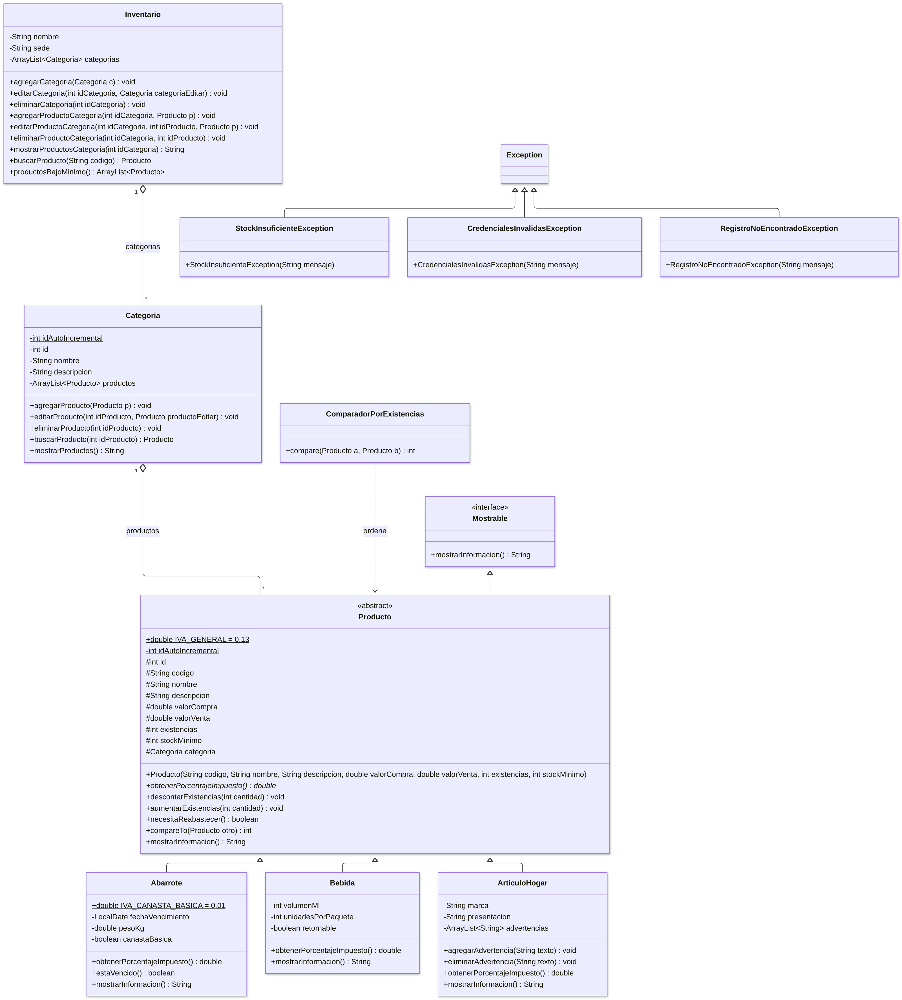 Inventario
-String nombre
-String sede
-ArrayList<Categoria> categorias
+agregarCategoria(Categoria c) : void
+editarCategoria(int idCategoria, Categoria categoriaEditar) : void
+eliminarCategoria(int idCategoria) : void
+agregarProductoCategoria(int idCategoria, Producto p) : void
+editarProductoCategoria(int idCategoria, int idProducto, Producto p) : void
+eliminarProductoCategoria(int idCategoria, int idProducto) : void
+mostrarProductosCategoria(int idCategoria) : String
+buscarProducto(String codigo) : Producto
+productosBajoMinimo() : ArrayList<Producto>
Exception
1
categorias
*
StockInsuficienteException
+StockInsuficienteException(String mensaje)
CredencialesInvalidasException
+CredencialesInvalidasException(String mensaje)
RegistroNoEncontradoException
+RegistroNoEncontradoException(String mensaje)
Categoria
-int idAutoIncremental
-int id
-String nombre
-String descripcion
-ArrayList<Producto> productos
+agregarProducto(Producto p) : void
+editarProducto(int idProducto, Producto productoEditar) : void
+eliminarProducto(int idProducto) : void
+buscarProducto(int idProducto) : Producto
+mostrarProductos() : String
ComparadorPorExistencias
+compare(Producto a, Producto b) : int
1
productos
*
ordena
«interface»
Mostrable
+mostrarInformacion() : String
«abstract»
Producto
+double IVA_GENERAL = 0.13
-int idAutoIncremental
#int id
#String codigo
#String nombre
#String descripcion
#double valorCompra
#double valorVenta
#int existencias
#int stockMinimo
#Categoria categoria
+Producto(String codigo, String nombre, String descripcion, double valorCompra, double valorVenta, int existencias, int stockMinimo)
+obtenerPorcentajeImpuesto() : double
+descontarExistencias(int cantidad) : void
+aumentarExistencias(int cantidad) : void
+necesitaReabastecer() : boolean
+compareTo(Producto otro) : int
+mostrarInformacion() : String
Abarrote
+double IVA_CANASTA_BASICA = 0.01
-LocalDate fechaVencimiento
-double pesoKg
-boolean canastaBasica
+obtenerPorcentajeImpuesto() : double
+estaVencido() : boolean
+mostrarInformacion() : String
Bebida
-int volumenMl
-int unidadesPorPaquete
-boolean retornable
+obtenerPorcentajeImpuesto() : double
+mostrarInformacion() : String
ArticuloHogar
-String marca
-String presentacion
-ArrayList<String> advertencias
+agregarAdvertencia(String texto) : void
+eliminarAdvertencia(String texto) : void
+obtenerPorcentajeImpuesto() : double
+mostrarInformacion() : String